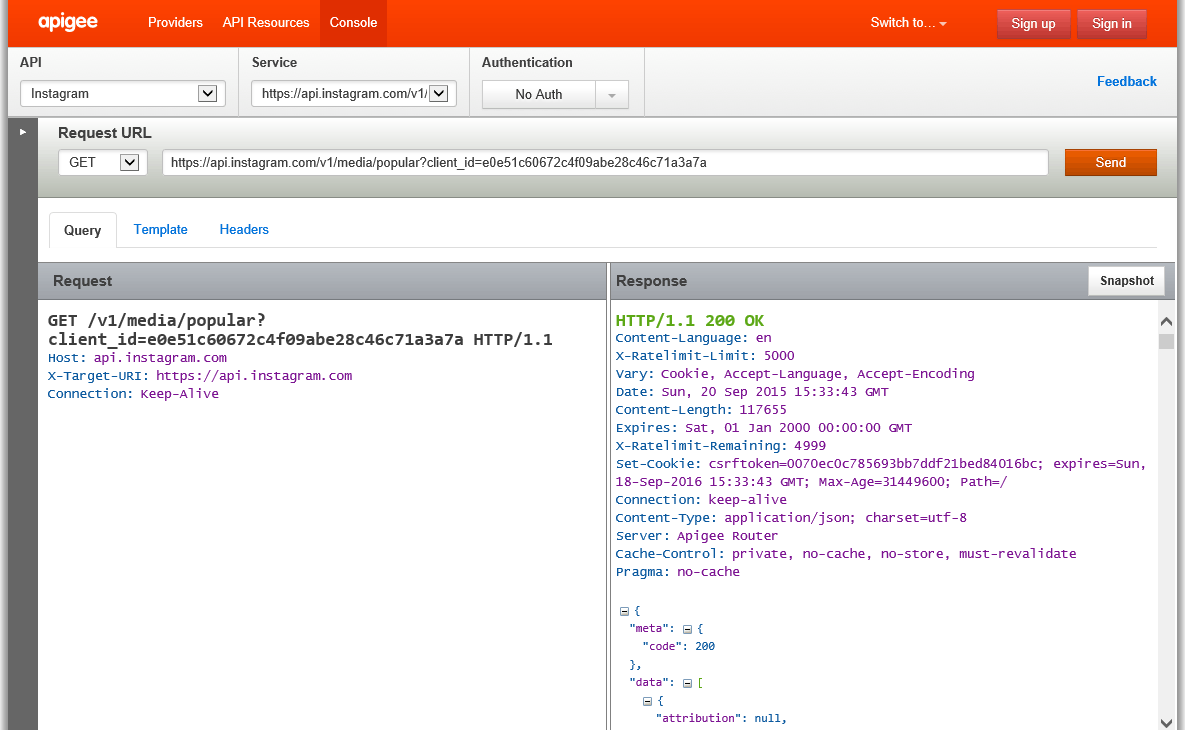 apigee Providers API Resources Console Switch to... Sign up Sign in
API Service Authentication
Instagram https://api.instagram.com/v1/ No Auth Feedback
Request URL
GET https://api.instagram.com/v1/media/popular?client_id=e0e51c60672c4f09abe28c46c71a3a7a Send
Query Template Headers
Request
GET /v1/media/popular?
client_id=e0e51c60672c4f09abe28c46c71a3a7a HTTP/1.1
Host: api.instagram.com
X-Target-URI: https://api.instagram.com
Connection: Keep-Alive
Response Snapshot
HTTP/1.1 200 OK
Content-Language: en
X-Ratelimit-Limit: 5000
Vary: Cookie, Accept-Language, Accept-Encoding
Date: Sun, 20 Sep 2015 15:33:43 GMT
Content-Length: 117655
Expires: Sat, 01 Jan 2000 00:00:00 GMT
X-Ratelimit-Remaining: 4999
Set-Cookie: csrftoken=0070ec0c785693bb7ddf21bed84016bc; expires=Sun,
18-Sep-2016 15:33:43 GMT; Max-Age=31449600; Path=/
Connection: keep-alive
Content-Type: application/json; charset=utf-8
Server: Apigee Router
Cache-Control: private, no-cache, no-store, must-revalidate
Pragma: no-cache
{
"meta": {
"code": 200
},
"data": [
{
"attribution": null,